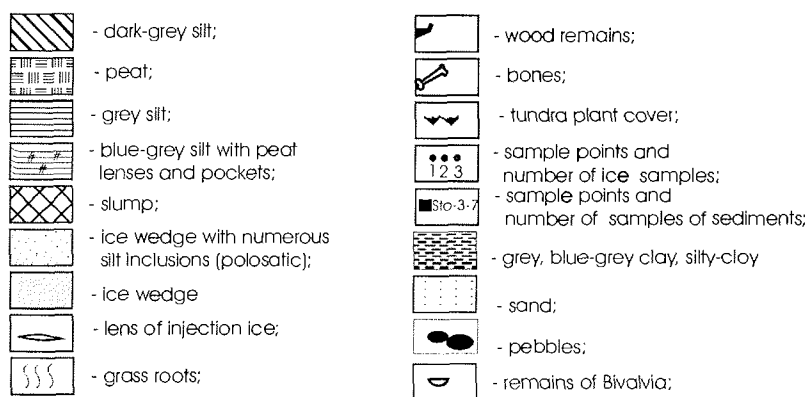 - dark-grey silt;
- peat;
- grey silt;
- blue-grey silt with peat
lenses and pockets;
- slump;
- ice wedge with numerous
silt inclusions (polosatic);
- ice wedge
- lens of injection ice;
- grass roots;
- wood remains;
- bones;
- tundra plant cover;
1 2 3
- sample points and
number of ice samples;
Sto-3-7
- sample points and
number of samples of sediments;
- grey, blue-grey clay, silty-cloy
- sand;
- pebbles;
- remains of Bivalvia;